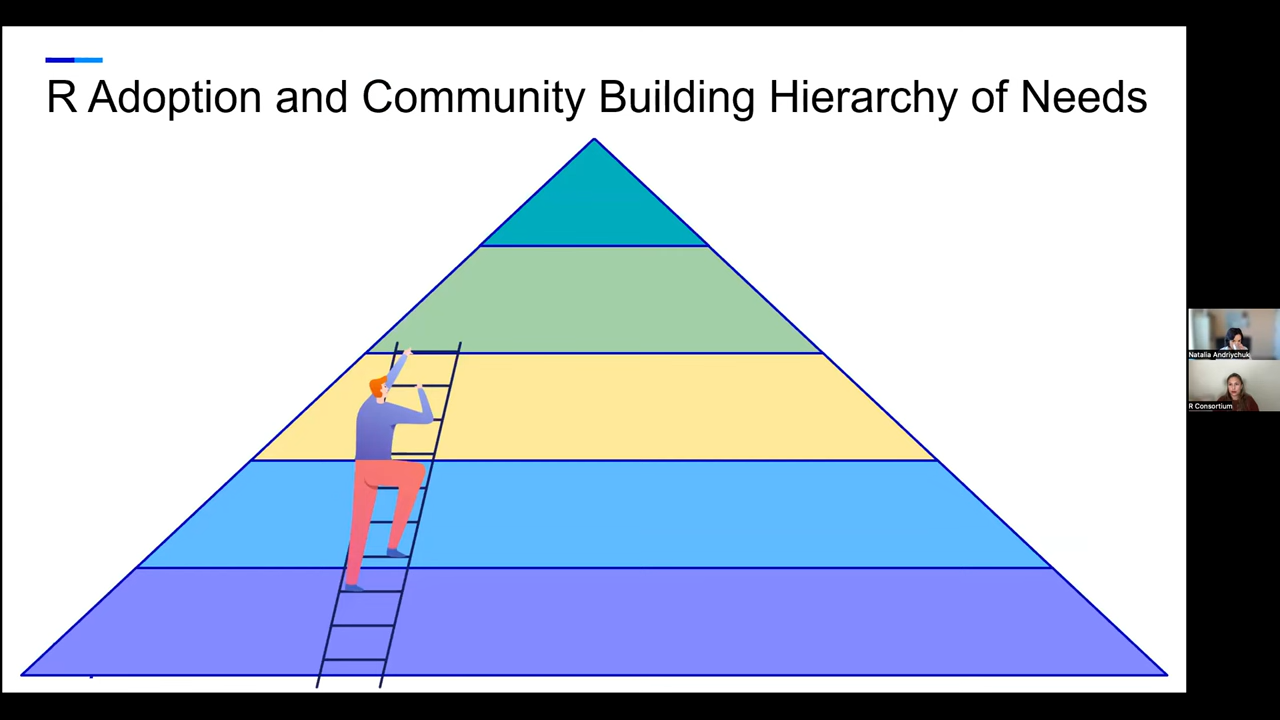 R Adoption and Community Building Hierarchy of Needs
Natalia Andriychuk
R Consortium